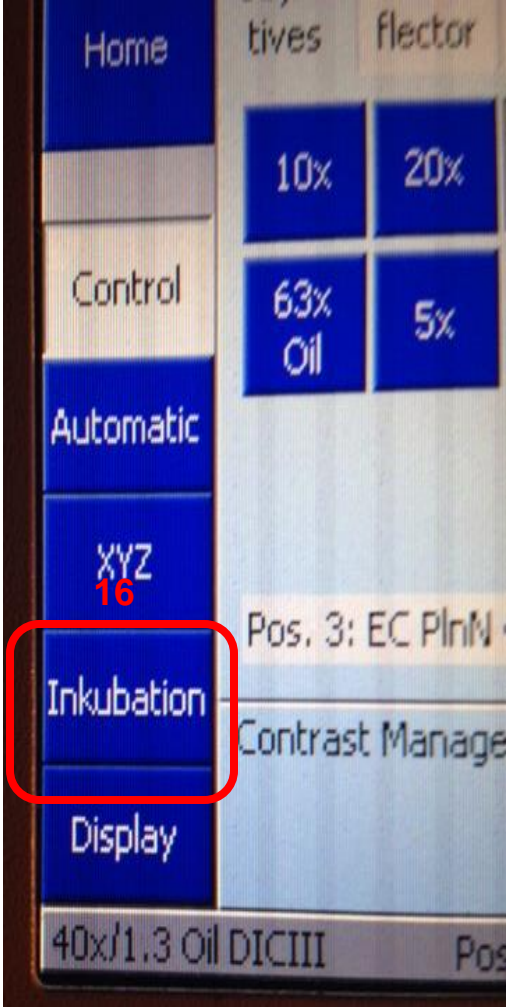 Home
tives
flector
10x
20x
63x
Oil
5x
Control
Automatic
XYZ
16
Pos. 3: EC PlnN
Inkubation
Contrast Manage
Display
40x/1.3 Oil DICIII
Pos